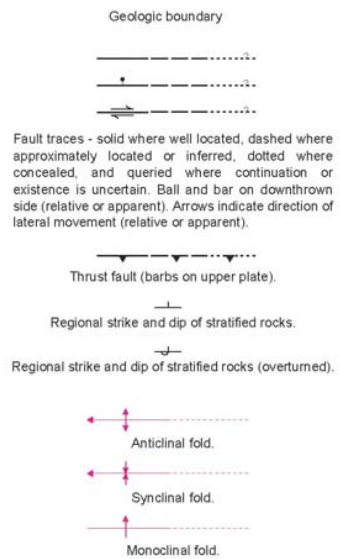 Geologic boundary
?
?
?
Fault traces - solid where well located, dashed where
approximately located or inferred, dotted where
concealed, and queried where continuation or
existence is uncertain. Ball and bar on downthrown
side (relative or apparent). Arrows indicate direction of
lateral movement (relative or apparent).
Thrust fault (barbs on upper plate).
Regional strike and dip of stratified rocks.
Regional strike and dip of stratified rocks (overturned).
Anticlinal fold.
Synclinal fold.
Monoclinal fold.